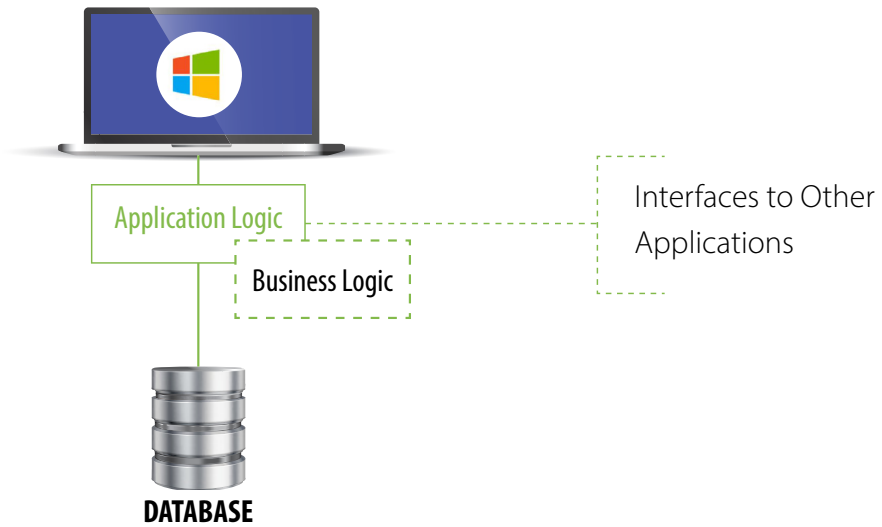 Application Logic
Business Logic
Interfaces to Other
Applications
DATABASE